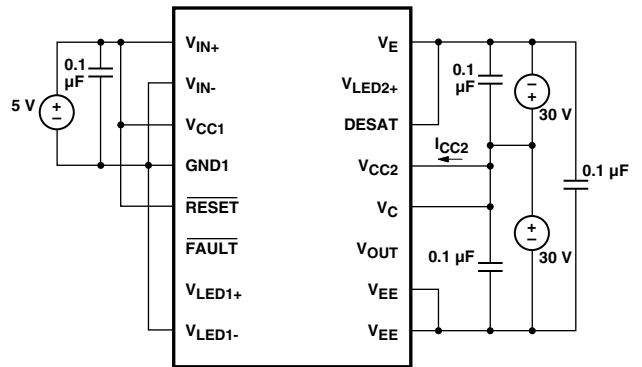 V_IN+
V_IN-
V_CC1
GND1
RESET
FAULT
V_LED1+
V_LED1-
V_E
V_LED2+
DESAT
V_CC2
V_C
V_OUT
V_EE
V_EE
0.1
µF
5 V
+
−
0.1
µF
−
+
30 V
I_CC2
0.1 µF
+
−
30 V
0.1 µF